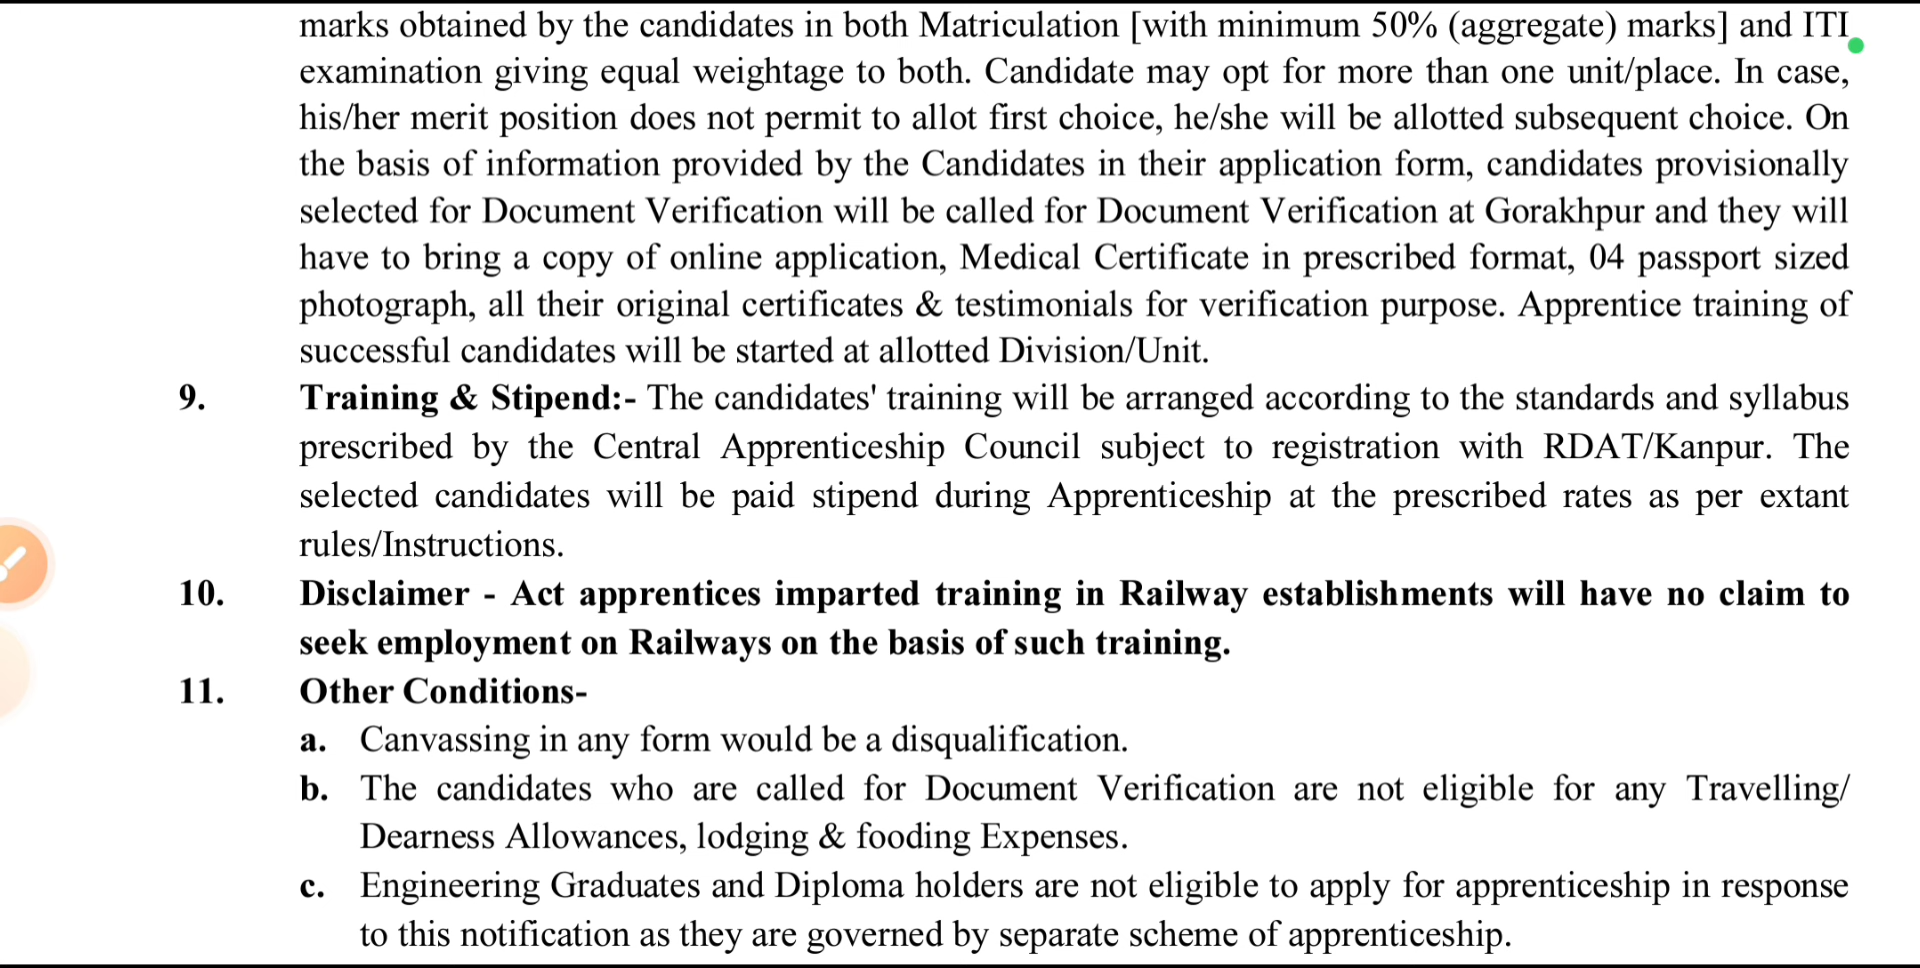 marks obtained by the candidates in both Matriculation [with minimum 50% (aggregate) marks] and ITI
examination giving equal weightage to both. Candidate may opt for more than one unit/place. In case,
his/her merit position does not permit to allot first choice, he/she will be allotted subsequent choice. On
the basis of information provided by the Candidates in their application form, candidates provisionally
selected for Document Verification will be called for Document Verification at Gorakhpur and they will
have to bring a copy of online application, Medical Certificate in prescribed format, 04 passport sized
photograph, all their original certificates & testimonials for verification purpose. Apprentice training of
successful candidates will be started at allotted Division/Unit.
9. Training & Stipend:- The candidates' training will be arranged according to the standards and syllabus
prescribed by the Central Apprenticeship Council subject to registration with RDAT/Kanpur. The
selected candidates will be paid stipend during Apprenticeship at the prescribed rates as per extant
rules/Instructions.
10. Disclaimer - Act apprentices imparted training in Railway establishments will have no claim to
seek employment on Railways on the basis of such training.
11. Other Conditions-
a. Canvassing in any form would be a disqualification.
b. The candidates who are called for Document Verification are not eligible for any Travelling/
Dearness Allowances, lodging & fooding Expenses.
c. Engineering Graduates and Diploma holders are not eligible to apply for apprenticeship in response
to this notification as they are governed by separate scheme of apprenticeship.